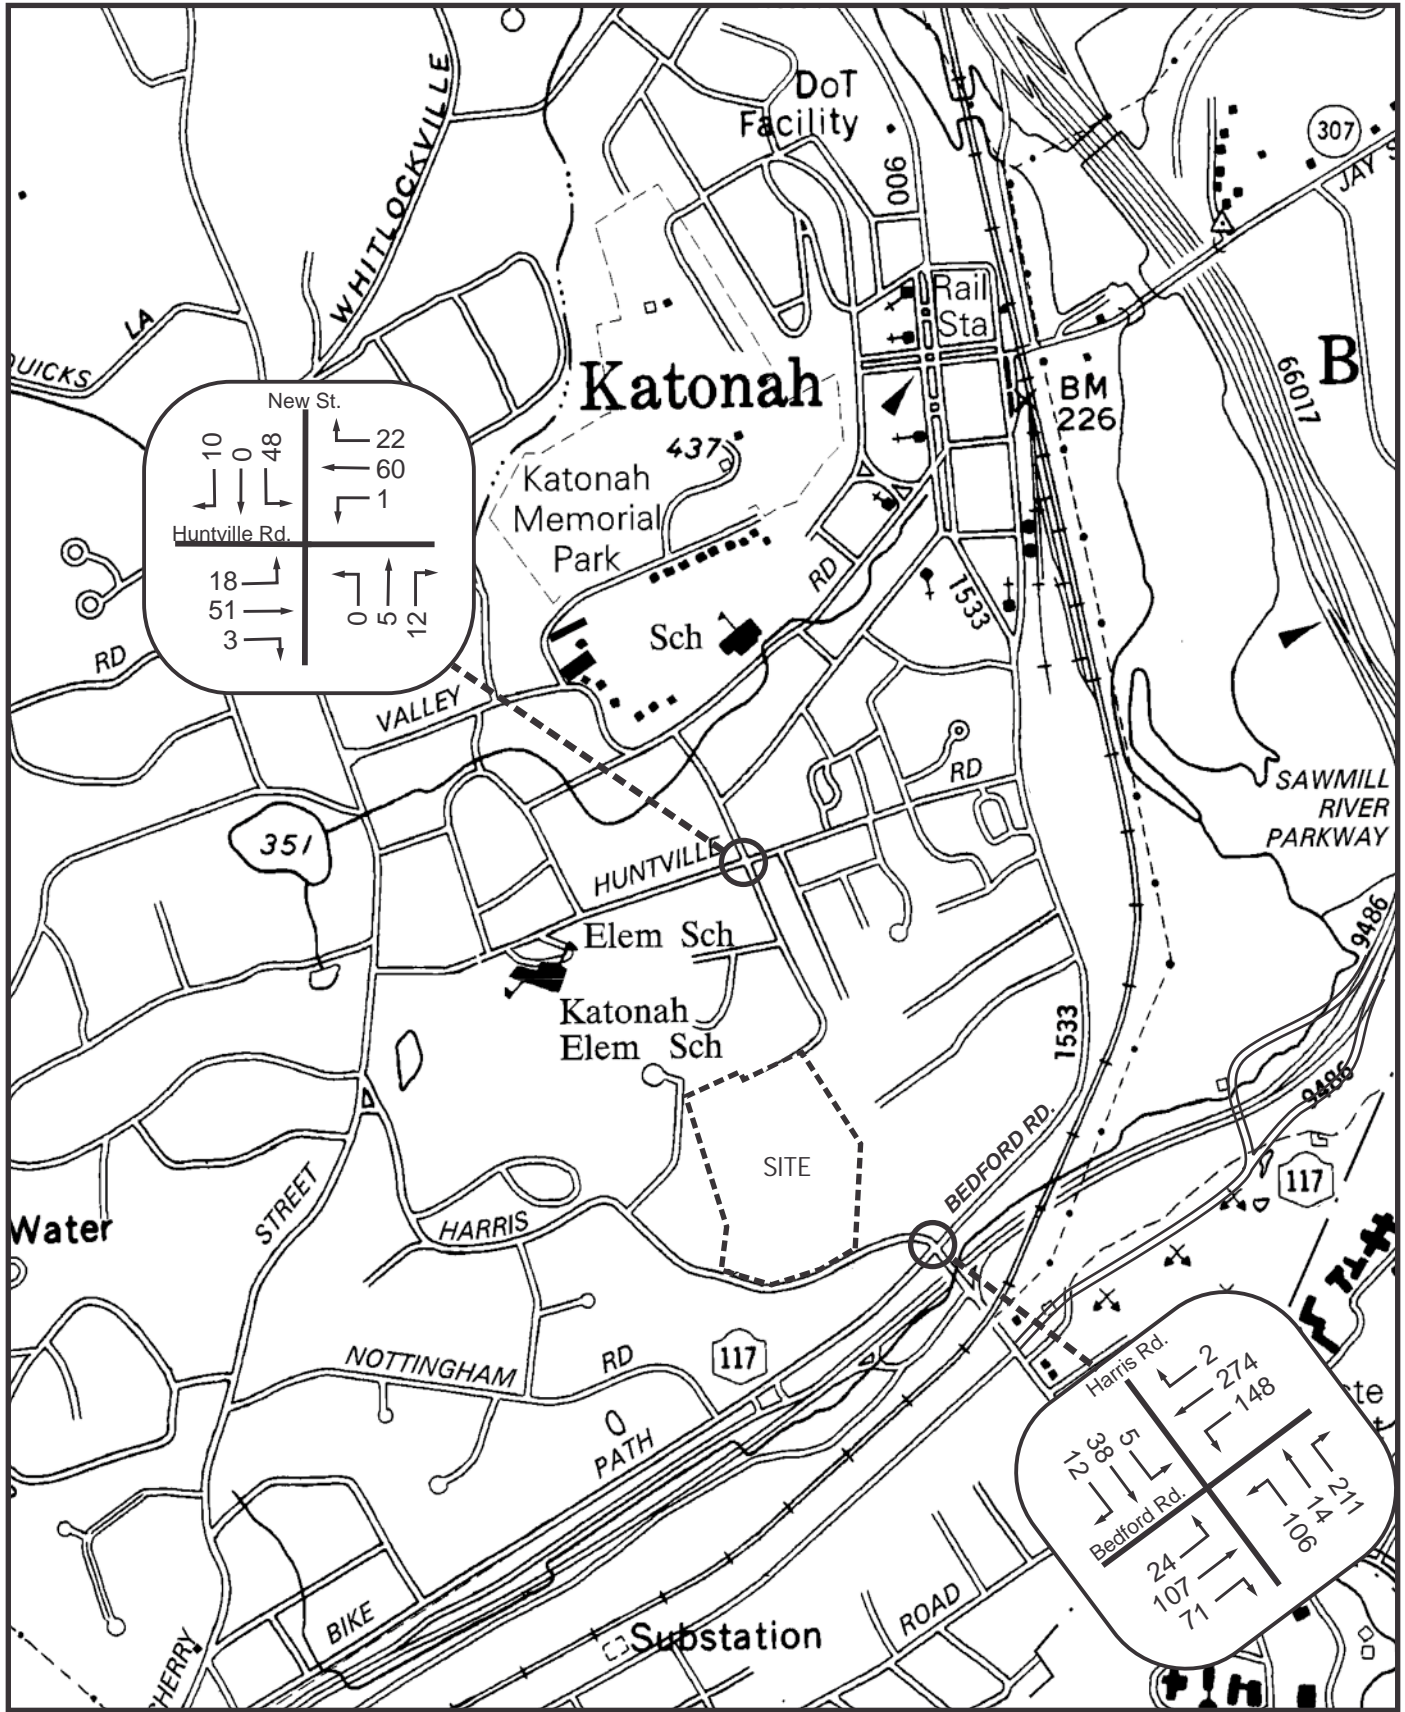 WHITLOCKVILLE
DoT
Facility
900
307
JAY S
LA
QUICKS
Rail
Sta
Katonah
BM
226
66017
B
437
Katonah
Memorial
Park
New St.
10
0
48
22
60
1
Huntville Rd.
18
51
3
0
5
12
RD
RD
1533
Sch
VALLEY
RD
SAWMILL
RIVER
PARKWAY
351
HUNTVILLE
Elem Sch
Katonah
Elem Sch
9486
1533
9486
BEDFORD RD.
SITE
117
Water
STREET
HARRIS
NOTTINGHAM
RD
117
PATH
BIKE
Harris Rd.
2
274
148
12
38
5
Bedford Rd.
24
107
71
106
14
211
ROAD
Substation
HERRY